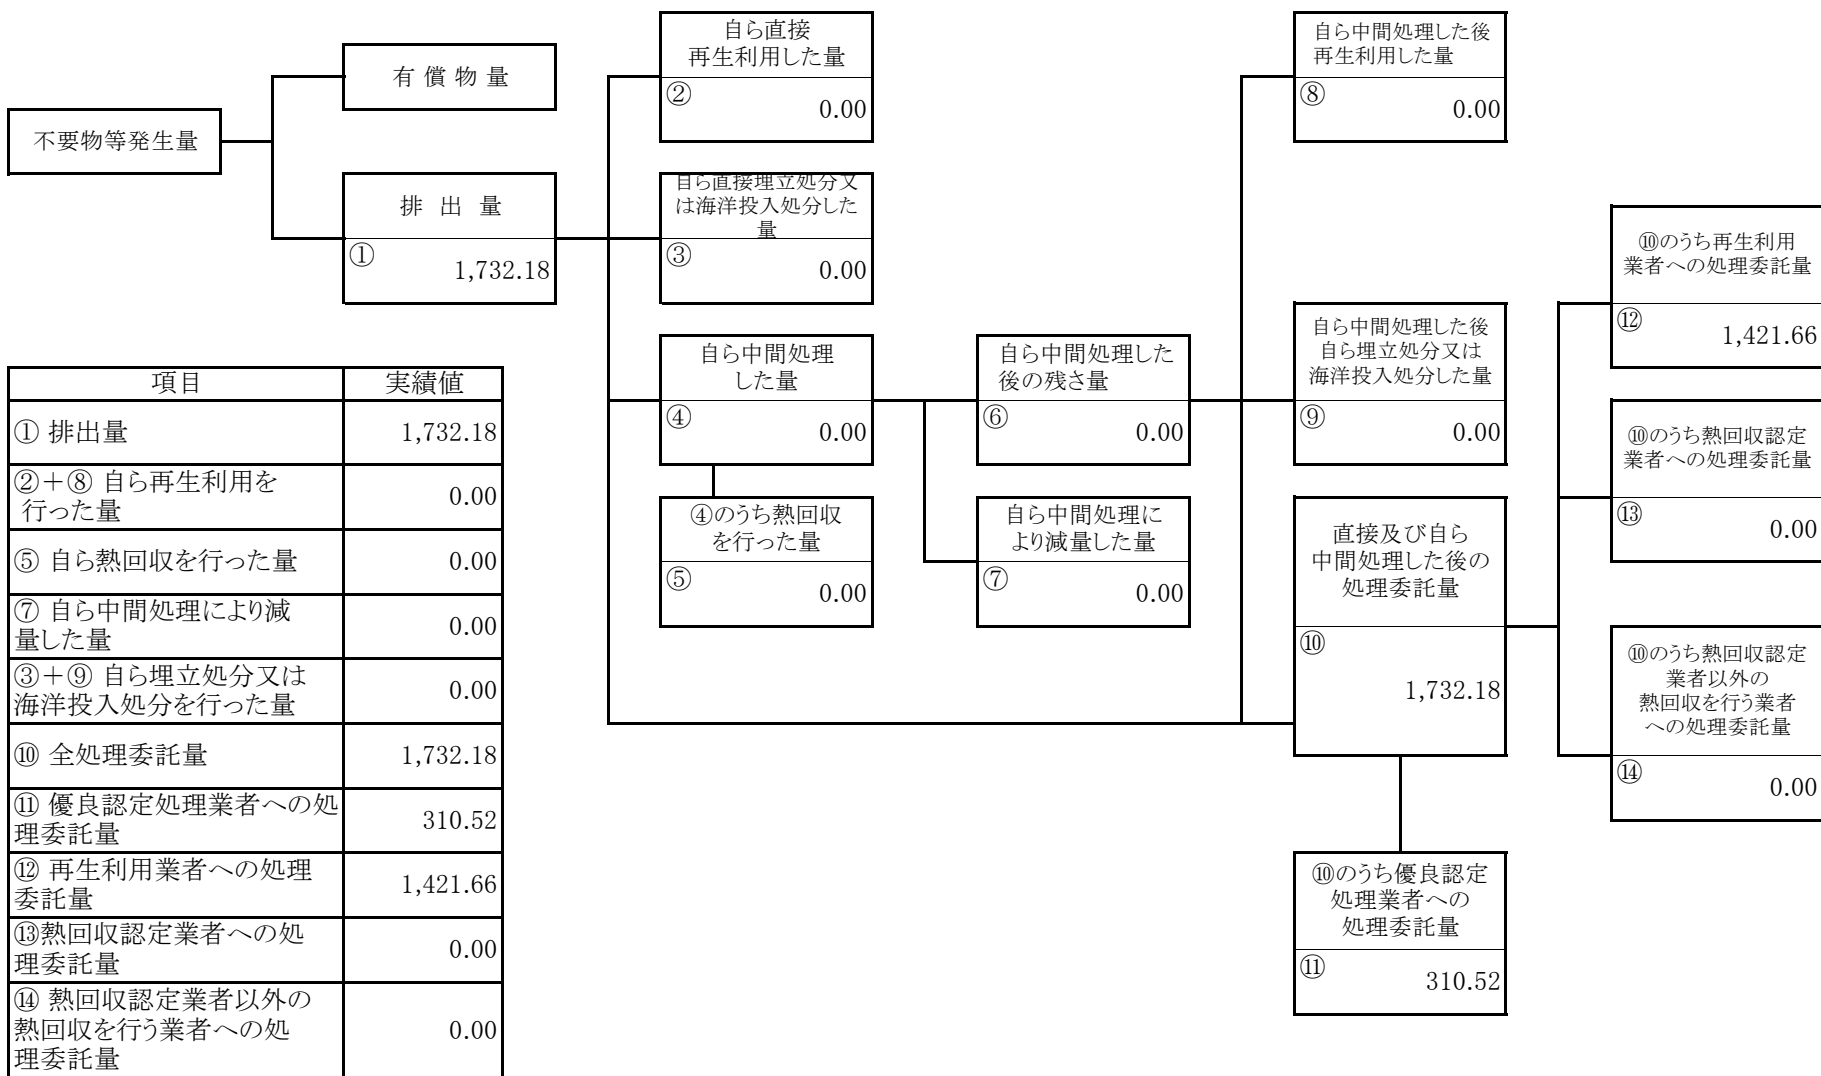 不要物等発生量
有 償 物 量
排 出 量
①
1,732.18
自ら直接
再生利用した量
②
0.00
自ら直接埋立処分又
は海洋投入処分した
量
③
0.00
自ら中間処理
した量
④
0.00
④のうち熱回収
を行った量
⑤
0.00
自ら中間処理した
後の残さ量
⑥
0.00
自ら中間処理に
より減量した量
⑦
0.00
自ら中間処理した後
再生利用した量
⑧
0.00
自ら中間処理した後
自ら埋立処分又は
海洋投入処分した量
⑨
0.00
直接及び自ら
中間処理した後の
処理委託量
⑩
1,732.18
⑩のうち優良認定
処理業者への
処理委託量
⑪
310.52
⑩のうち再生利用
業者への処理委託量
⑫
1,421.66
⑩のうち熱回収認定
業者への処理委託量
⑬
0.00
⑩のうち熱回収認定
業者以外の
熱回収を行う業者
への処理委託量
⑭
0.00
項目 実績値
① 排出量 1,732.18
②+⑧ 自ら再生利用を
行った量 0.00
⑤ 自ら熱回収を行った量 0.00
⑦ 自ら中間処理により減
量した量 0.00
③+⑨ 自ら埋立処分又は
海洋投入処分を行った量 0.00
⑩ 全処理委託量 1,732.18
⑪ 優良認定処理業者への処
理委託量 310.52
⑫ 再生利用業者への処理
委託量 1,421.66
⑬熱回収認定業者への処
理委託量 0.00
⑭ 熱回収認定業者以外の
熱回収を行う業者への処
理委託量 0.00